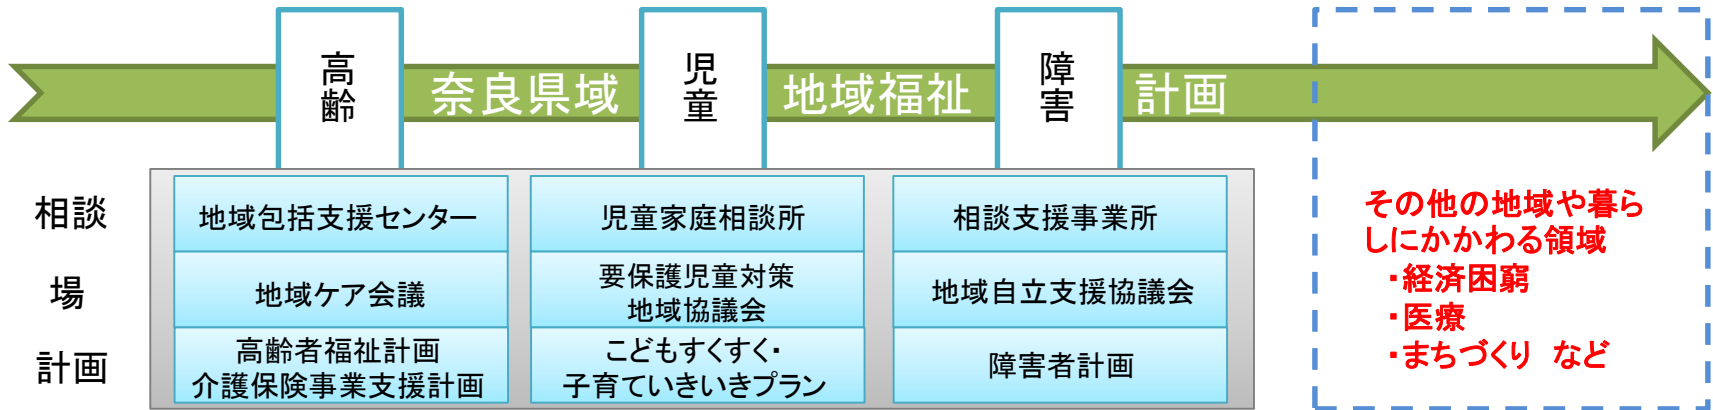 高齢
奈良県域
児童
地域福祉
障害
計画
相談
地域包括支援センター
児童家庭相談所
相談支援事業所
場
地域ケア会議
要保護児童対策
地域協議会
地域自立支援協議会
計画
高齢者福祉計画
介護保険事業支援計画
こどもすくすく・
子育ていきいきプラン
障害者計画
その他の地域や暮ら
しにかかわる領域
・経済困窮
・医療
・まちづくり など